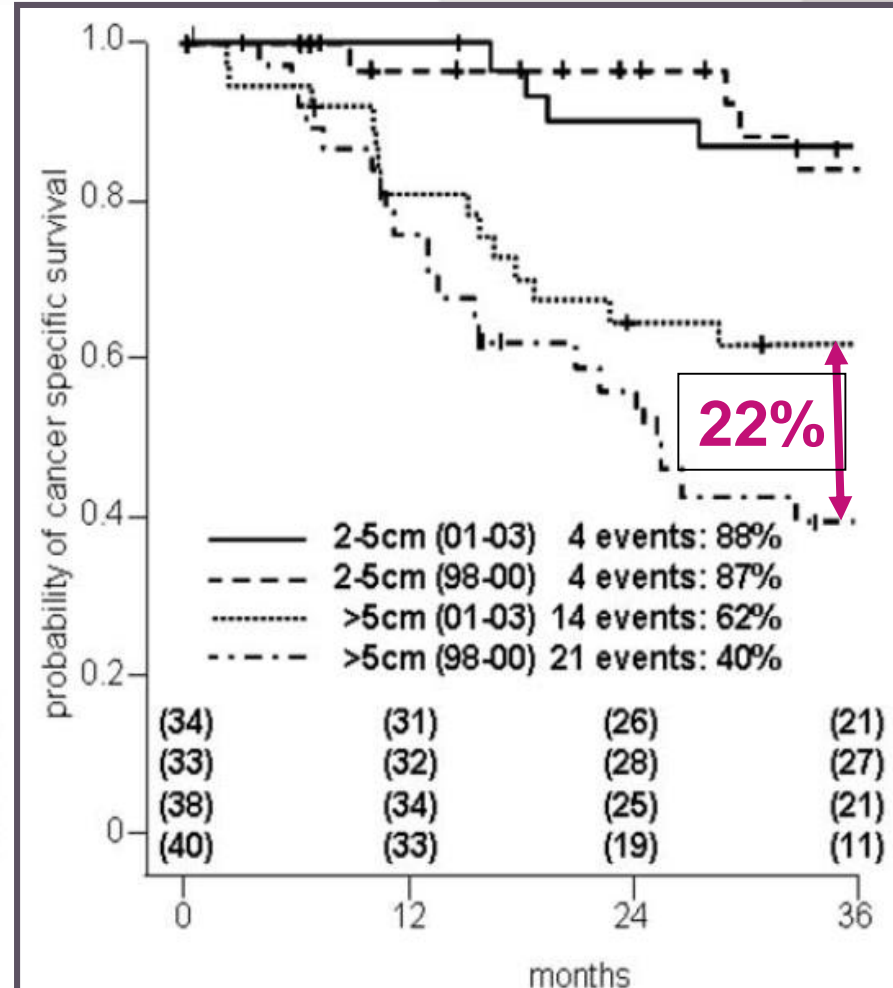 probability of cancer specific survival
1.0
0.8
0.6
0.4
0.2
0
22%
2-5cm (01-03) 4 events: 88%
2-5cm (98-00) 4 events: 87%
>5cm (01-03) 14 events: 62%
>5cm (98-00) 21 events: 40%
(34) (31) (26) (21)
(33) (32) (28) (27)
(38) (34) (25) (21)
(40) (33) (19) (11)
0 12 24 36
months